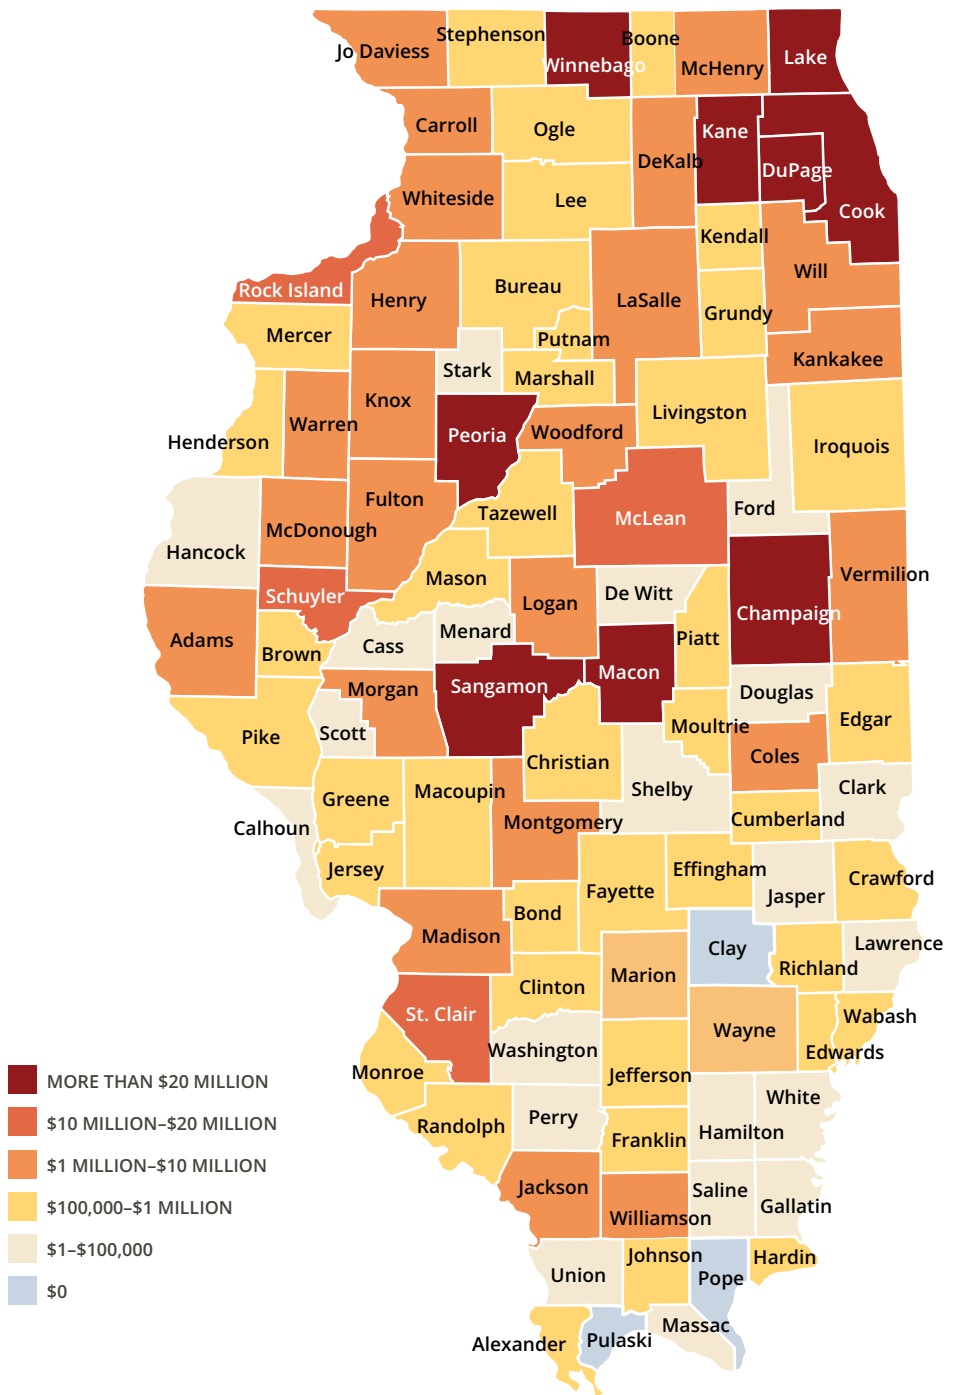 Jo Daviess
Stephenson
Winnebago
Boone
McHenry
Lake
Carroll
Ogle
DeKalb
Kane
DuPage
Cook
Whiteside
Lee
Kendall
Will
Rock Island
Henry
Bureau
LaSalle
Grundy
Mercer
Putnam
Kankakee
Stark
Marshall
Henderson
Warren
Knox
Peoria
Woodford
Livingston
Iroquois
Hancock
McDonough
Fulton
Tazewell
McLean
Ford
Vermilion
Schuyler
Mason
Logan
De Witt
Champaign
Adams
Brown
Cass
Menard
Piatt
Macon
Pike
Scott
Morgan
Sangamon
Christian
Moultrie
Douglas
Edgar
Coles
Calhoun
Greene
Macoupin
Montgomery
Shelby
Cumberland
Clark
Jersey
Fayette
Effingham
Jasper
Crawford
Madison
Bond
Clay
Richland
Lawrence
Clinton
Marion
St. Clair
Washington
Wayne
Wabash
Edwards
Monroe
Jefferson
Randolph
Perry
Franklin
Hamilton
White
Jackson
Williamson
Saline
Gallatin
Union
Johnson
Pope
Hardin
Alexander
Pulaski
Massac
MORE THAN $20 MILLION
$10 MILLION–$20 MILLION
$1 MILLION–$10 MILLION
$100,000–$1 MILLION
$1–$100,000
$0